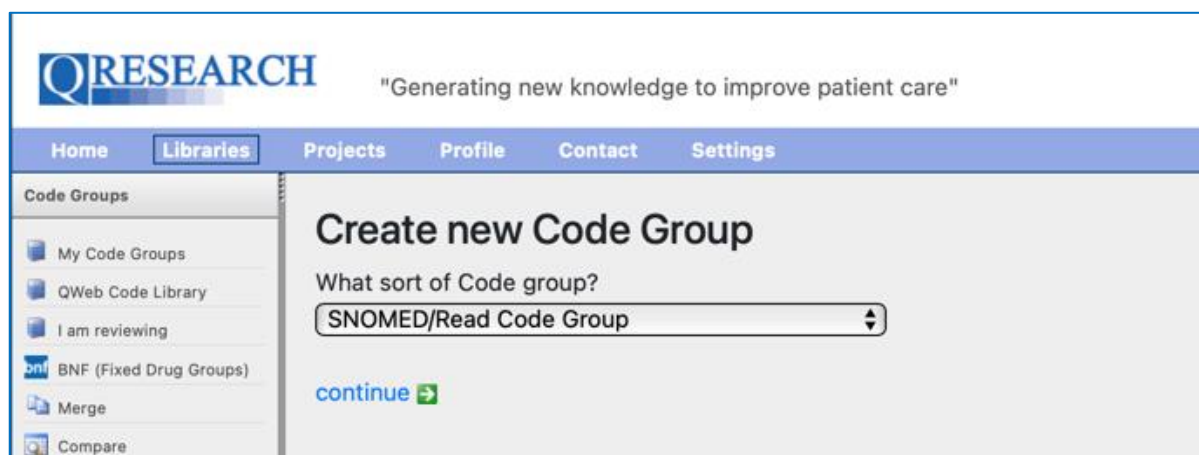 QRESEARCH
"Generating new knowledge to improve patient care"
Home Libraries Projects Profile Contact Settings
Code Groups
My Code Groups
QWeb Code Library
I am reviewing
bnf BNF (Fixed Drug Groups)
Merge
Compare
Create new Code Group
What sort of Code group?
SNOMED/Read Code Group
continue